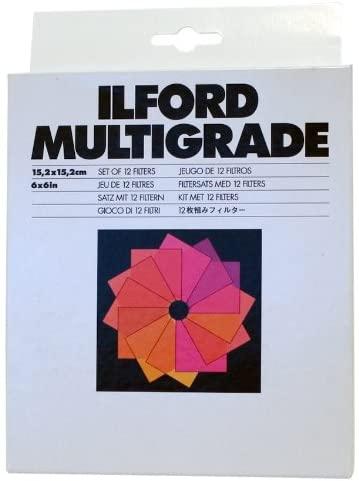 ILFORD
MULTIGRADE
15,2x15,2cm SET OF 12 FILTERS JEUGO DE 12 FILTROS
6x6in JEU DE 12 FILTRES FILTERSATS MED 12 FILTERS
SATZ MIT 12 FILTERN KIT MET 12 FILTERS
GIOCO DI 12 FILTRI 12枚組みフィルター